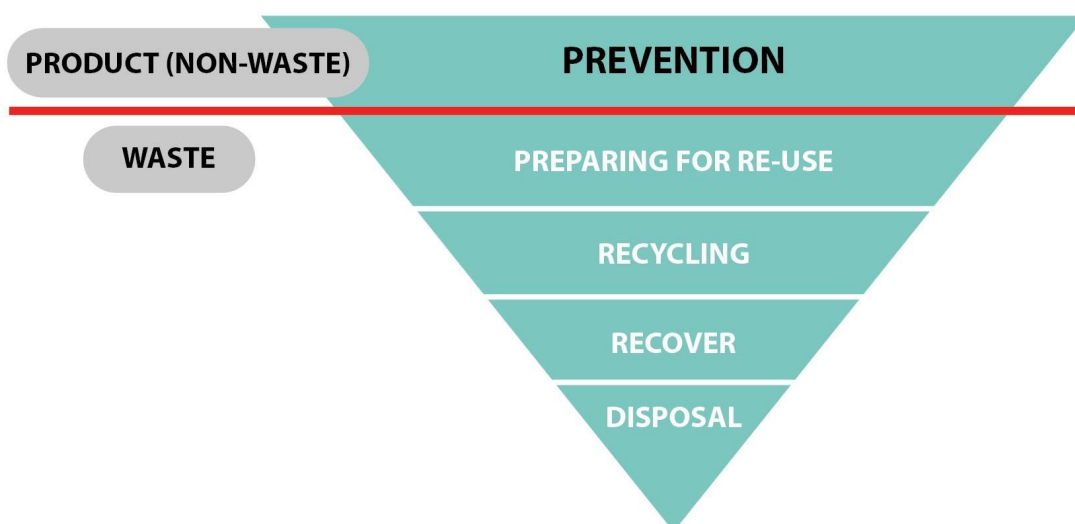 PRODUCT (NON-WASTE)
PREVENTION
WASTE
PREPARING FOR RE-USE
RECYCLING
RECOVER
DISPOSAL